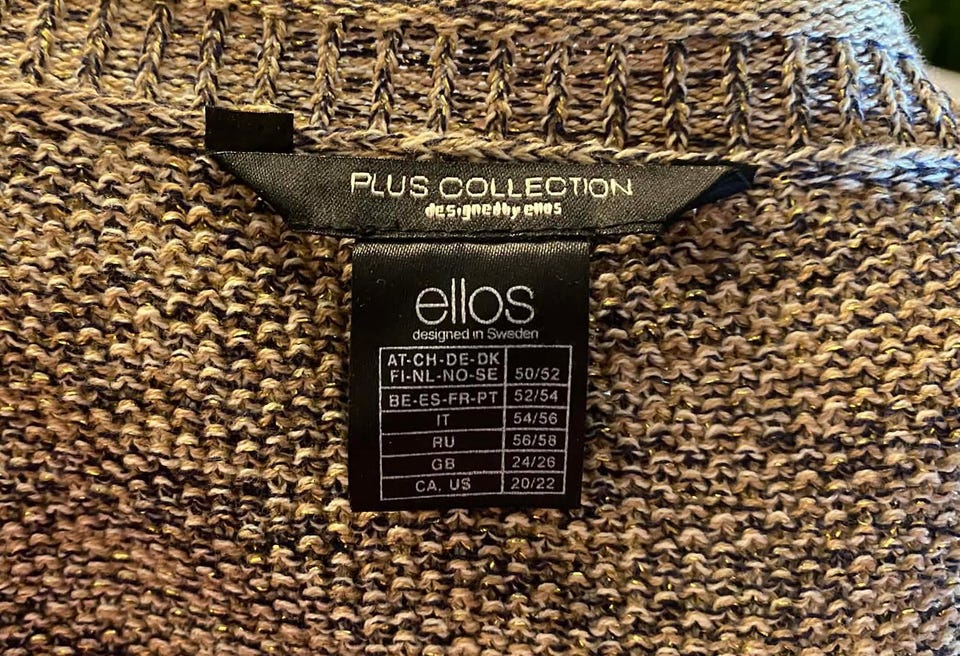 PLUS COLLECTION
designed by ellos
ellos
designed in Sweden
AT-CH-DE-DK
FI-NL-NO-SE 50/52
BE-ES-FR-PT 52/54
IT 54/56
RU 56/58
GB 24/26
CA, US 20/22